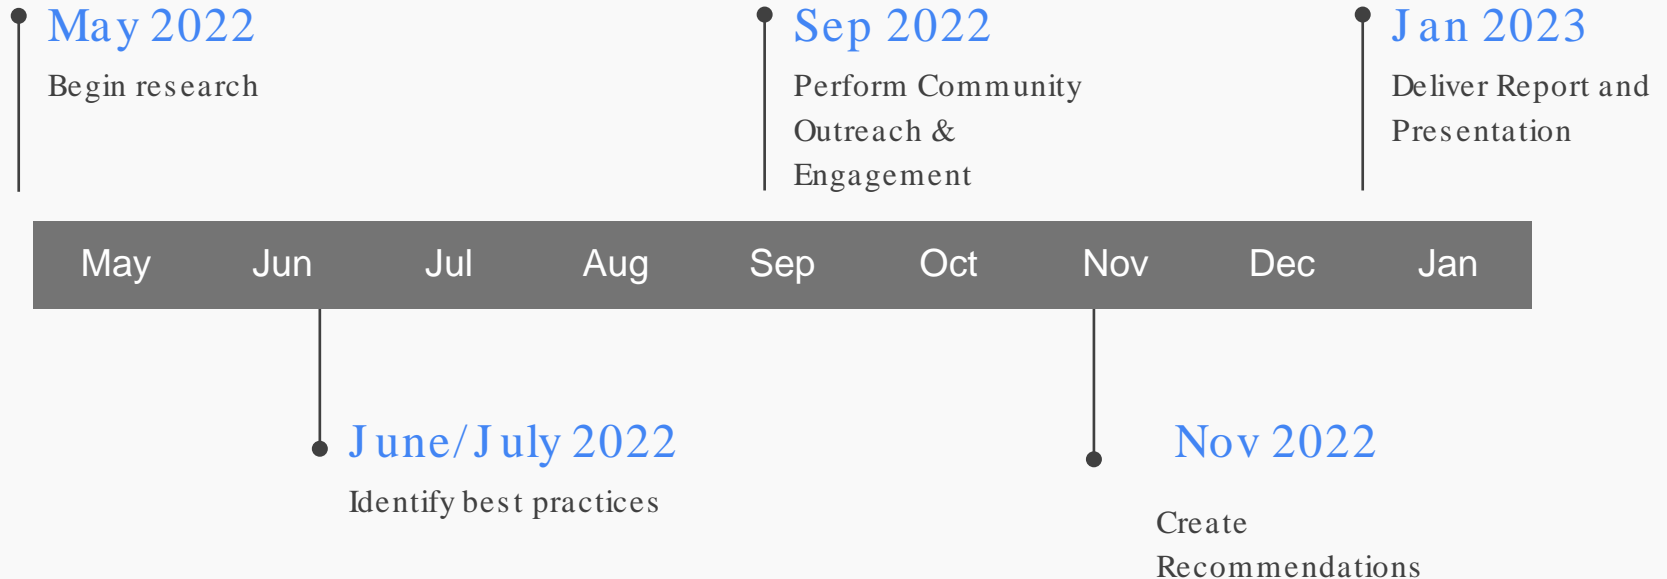 May 2022
Begin research
Sep 2022
Perform Community
Outreach &
Engagement
Jan 2023
Deliver Report and
Presentation
May Jun Jul Aug Sep Oct Nov Dec Jan
June/July 2022
Identify best practices
Nov 2022
Create
Recommendations